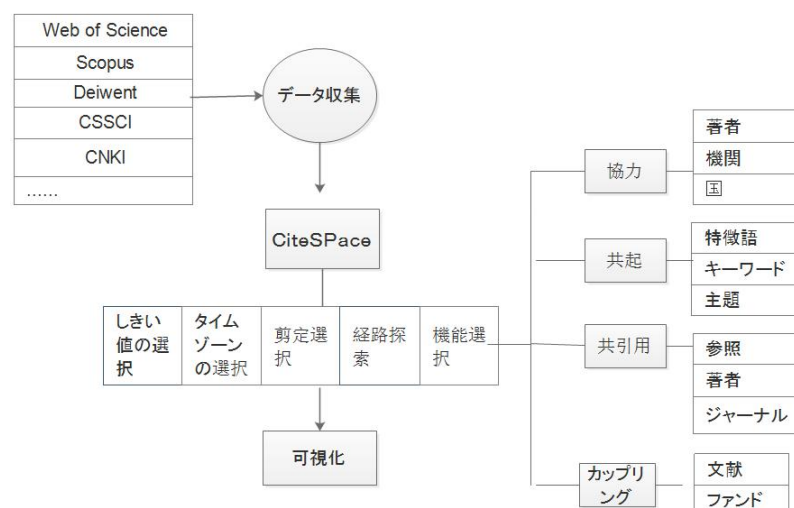 Web of Science
Scopus
Deiwent
CSSCI
CNKI
......
データ収集
CiteSPace
しきい
値の選
択
タイム
ゾーン
の選択
剪定選
択
経路探
索
機能選
択
可視化
協力
著者
機関
国
共起
特徴語
キーワード
主題
共引用
参照
著者
ジャーナル
カップリ
ング
文献
ファンド